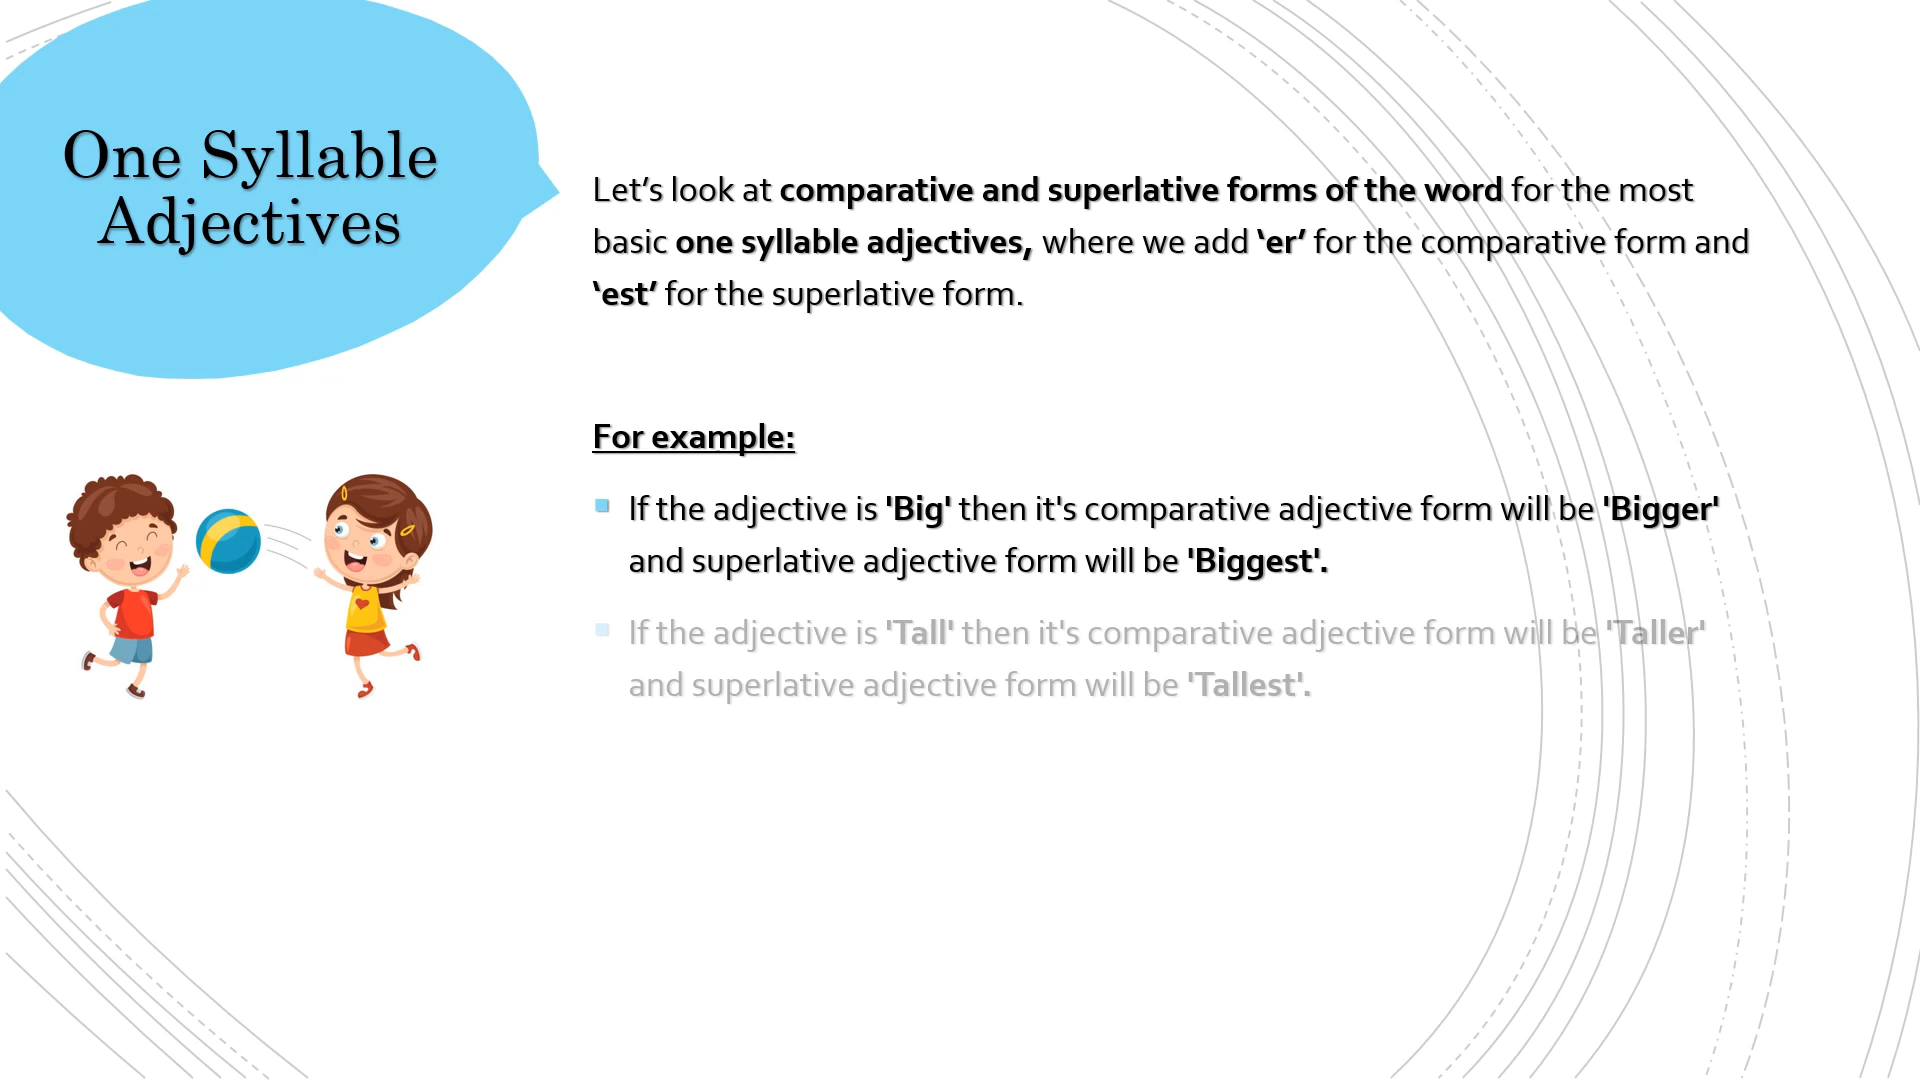 One Syllable
Adjectives
Let’s look at comparative and superlative forms of the word for the most
basic one syllable adjectives, where we add ‘er’ for the comparative form and
‘est’ for the superlative form.
For example:
If the adjective is 'Big' then it's comparative adjective form will be 'Bigger'
and superlative adjective form will be 'Biggest'.
If the adjective is 'Tall' then it's comparative adjective form will be 'Taller'
and superlative adjective form will be 'Tallest'.